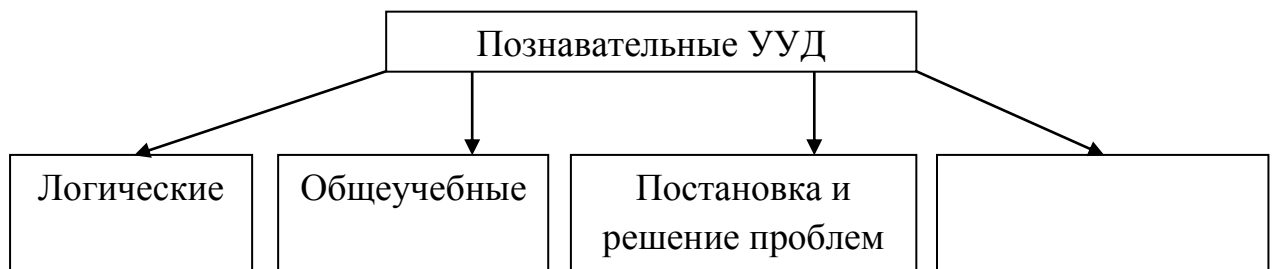 Познавательные УУД
Логические
Общеучебные
Постановка и
решение проблем